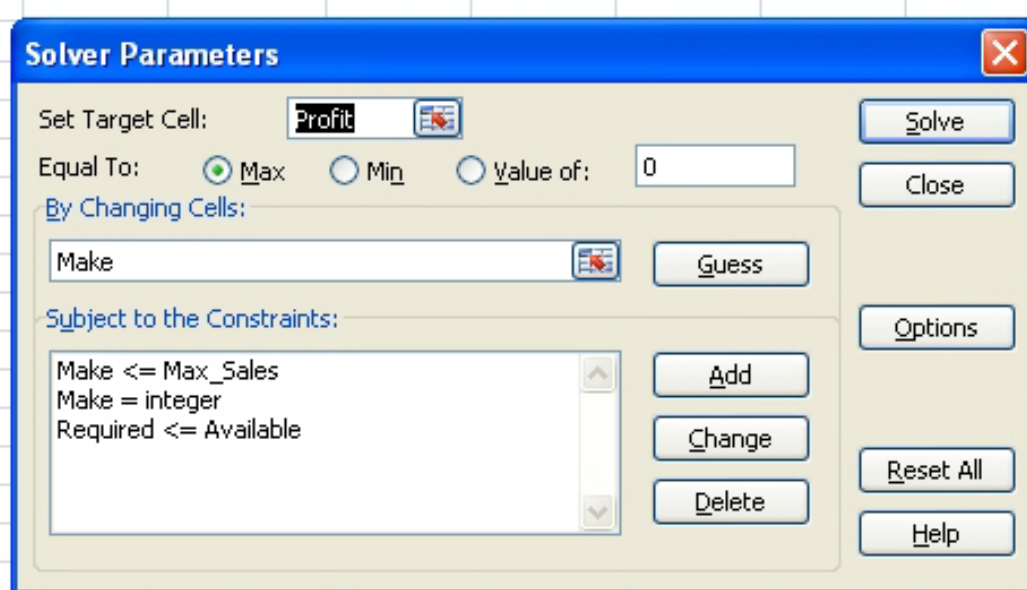 Solver Parameters
Set Target Cell: Profit
Solve
Equal To: Max Min Value of: 0
Close
By Changing Cells:
Make
Guess
Subject to the Constraints:
Options
Make <= Max_Sales
Make = integer
Required <= Available
Add
Change
Delete
Reset All
Help